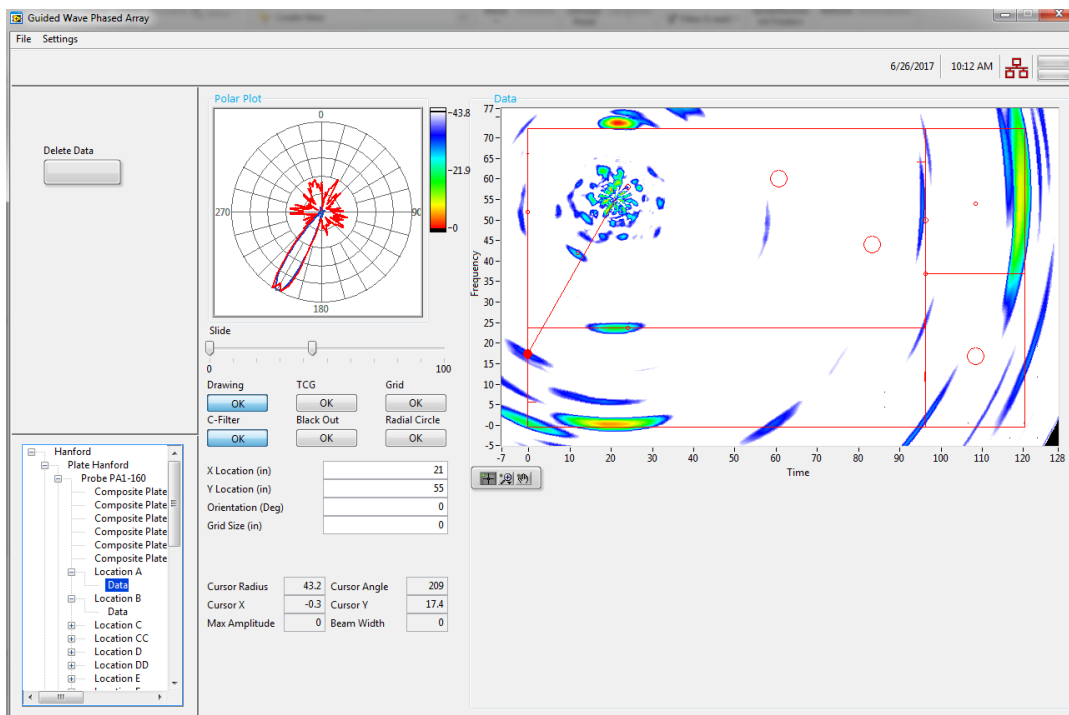 Guided Wave Phased Array
File Settings
6/26/2017 10:12 AM
Delete Data
Polar Plot
0
270
90
180
43.8
21.9
0
Slide
0 100
Drawing TCG Grid
OK OK OK
C-Filter Black Out Radial Circle
OK OK OK
X Location (in) 21
Y Location (in) 55
Orientation (Deg) 0
Grid Size (in) 0
Cursor Radius 43.2 Cursor Angle 209
Cursor X -0.3 Cursor Y 17.4
Max Amplitude 0 Beam Width 0
Hanford
Plate Hanford
Probe PA1-160
Composite Plate
Composite Plate
Composite Plate
Composite Plate
Composite Plate
Composite Plate
Location A
Data
Location B
Data
Location C
Location CC
Location D
Location DD
Location E
Data
Frequency
77
70
65
60
55
50
45
40
35
30
25
20
15
10
5
-0
-5
-7 0 10 20 30 40 50 60 70 80 90 100 110 120 128
Time